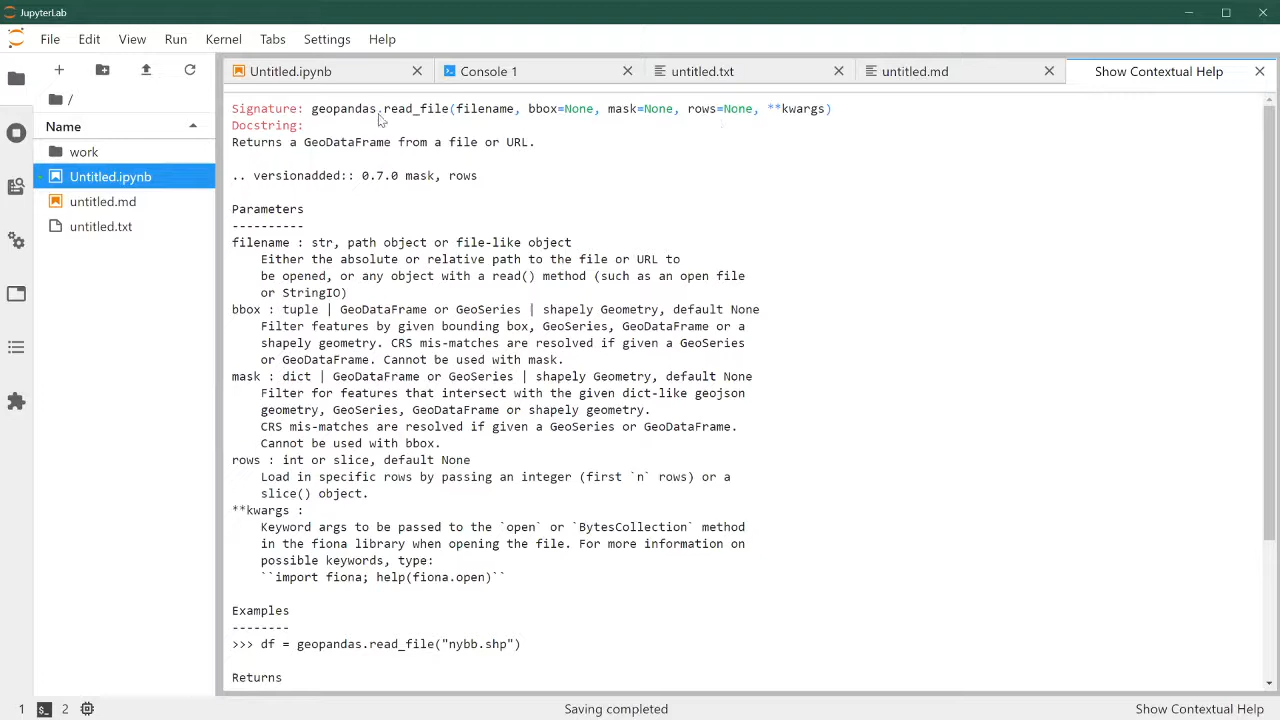 JupyterLab
File Edit View Run Kernel Tabs Settings Help
Untitled.ipynb Console 1 untitled.txt untitled.md Show Contextual Help
/
Name
work
Untitled.ipynb
untitled.md
untitled.txt
Signature: geopandas.read_file(filename, bbox=None, mask=None, rows=None, **kwargs)
Docstring:
Returns a GeoDataFrame from a file or URL.
.. versionadded:: 0.7.0 mask, rows
Parameters
----------
filename : str, path object or file-like object
Either the absolute or relative path to the file or URL to
be opened, or any object with a read() method (such as an open file
or StringIO)
bbox : tuple | GeoDataFrame or GeoSeries | shapely Geometry, default None
Filter features by given bounding box, GeoSeries, GeoDataFrame or a
shapely geometry. CRS mis-matches are resolved if given a GeoSeries
or GeoDataFrame. Cannot be used with mask.
mask : dict | GeoDataFrame or GeoSeries | shapely Geometry, default None
Filter for features that intersect with the given dict-like geojson
geometry, GeoSeries, GeoDataFrame or shapely geometry.
CRS mis-matches are resolved if given a GeoSeries or GeoDataFrame.
Cannot be used with bbox.
rows : int or slice, default None
Load in specific rows by passing an integer (first `n` rows) or a
slice() object.
**kwargs :
Keyword args to be passed to the `open` or `BytesCollection` method
in the fiona library when opening the file. For more information on
possible keywords, type:
``import fiona; help(fiona.open)``
Examples
--------
>>> df = geopandas.read_file("nybb.shp")
Returns
1 2 Saving completed Show Contextual Help